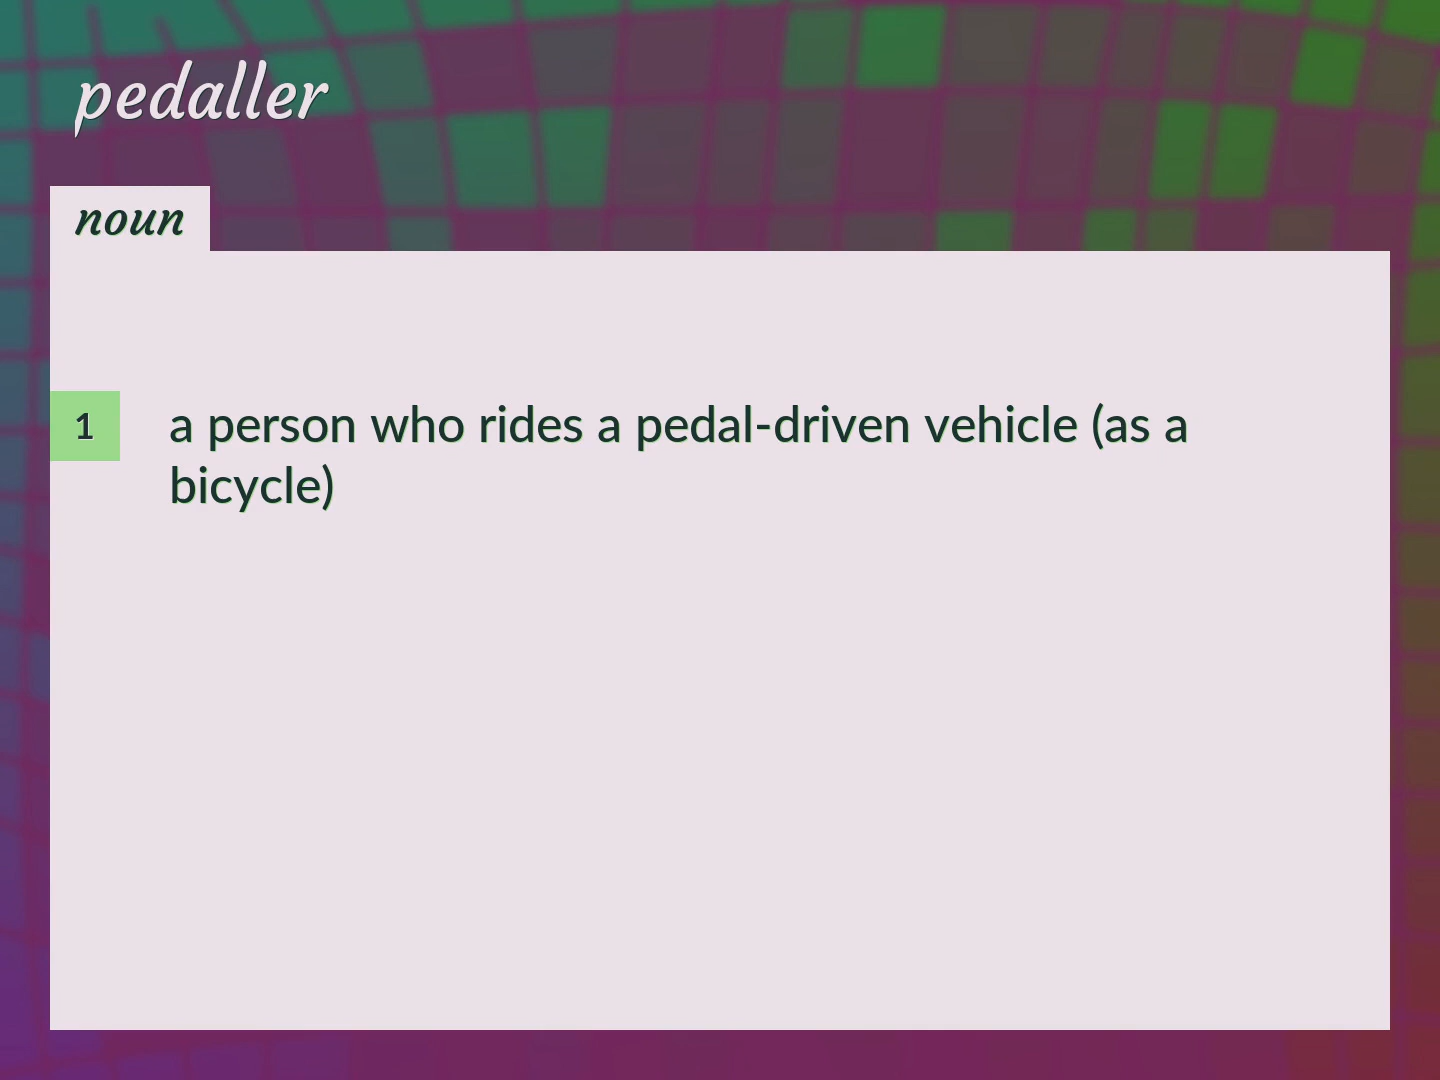 pedaller
noun
1 a person who rides a pedal-driven vehicle (as a
bicycle)